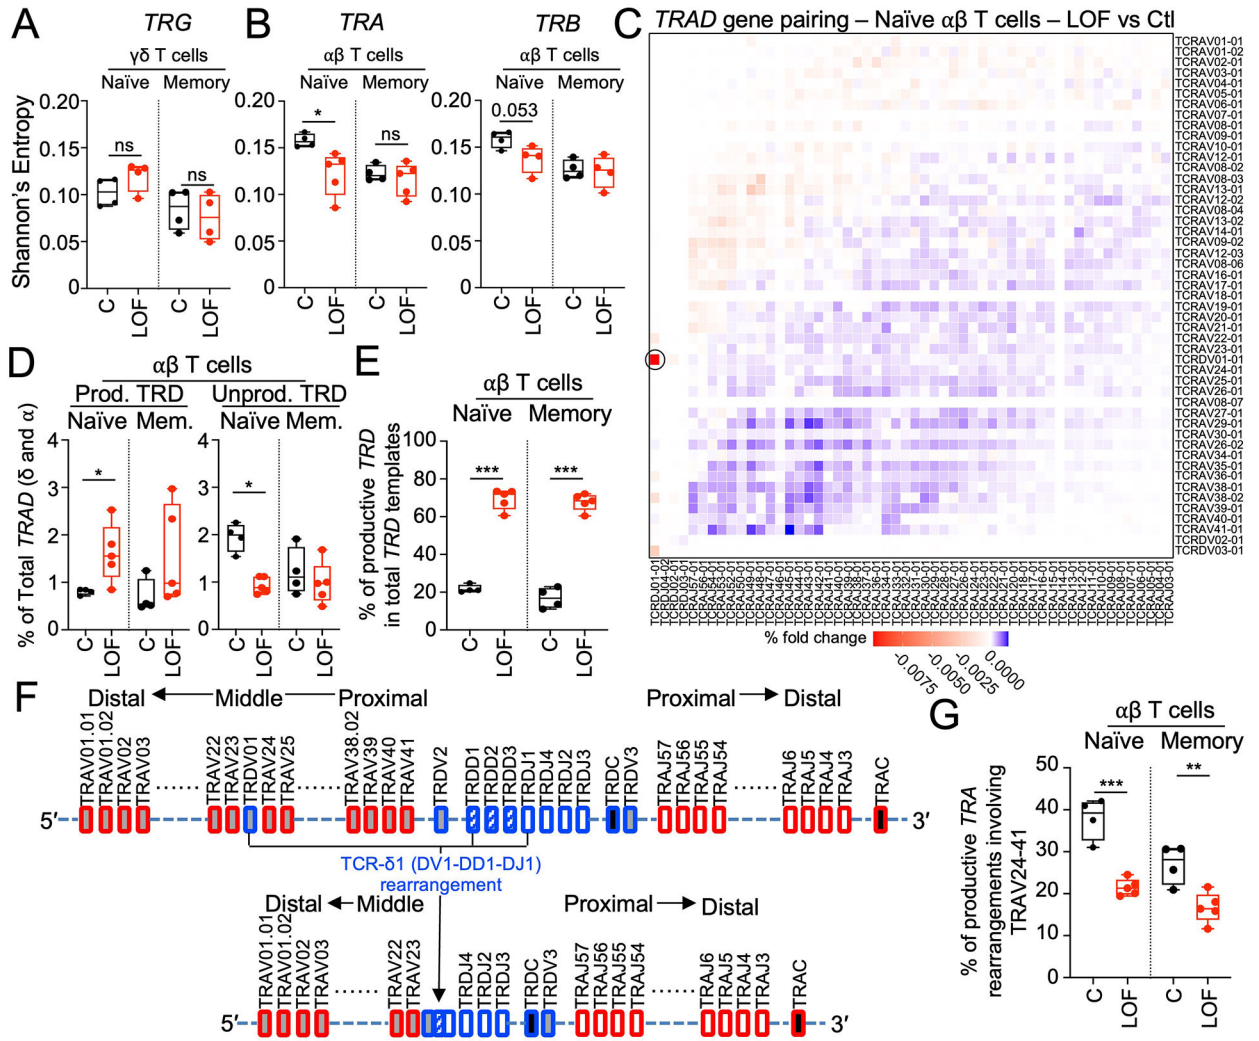 A
TRG
γδ T cells
Naïve Memory
Shannon's Entropy
0.20
0.15
0.10
0.05
0
ns
ns
C
LOF
C
LOF
B
TRA
αβ T cells
Naïve Memory
0.20
0.15
0.10
0.05
0
*
ns
C
LOF
C
LOF
TRB
αβ T cells
Naïve Memory
0.20
0.15
0.10
0.05
0
0.053
C
LOF
C
LOF
C
TRAD gene pairing – Naïve αβ T cells – LOF vs Ctl
TCRAV01-01
TCRAV01-02
TCRAV02-01
TCRAV03-01
TCRAV04-01
TCRAV05-01
TCRAV06-01
TCRAV07-01
TCRAV08-01
TCRAV09-01
TCRAV10-01
TCRAV12-01
TCRAV08-02
TCRAV08-03
TCRAV13-01
TCRAV12-02
TCRAV08-04
TCRAV13-02
TCRAV14-01
TCRAV09-02
TCRAV12-03
TCRAV08-06
TCRAV16-01
TCRAV17-01
TCRAV18-01
TCRAV19-01
TCRAV20-01
TCRAV21-01
TCRAV22-01
TCRAV23-01
TCRDV01-01
TCRAV24-01
TCRAV25-01
TCRAV26-01
TCRAV08-07
TCRAV27-01
TCRAV29-01
TCRAV30-01
TCRAV26-02
TCRAV34-01
TCRAV35-01
TCRAV36-01
TCRAV38-01
TCRAV38-02
TCRAV39-01
TCRAV40-01
TCRAV41-01
TCRDV02-01
TCRDV03-01
% fold change
-0.0075
-0.0050
-0.0025
0.0000
D
αβ T cells
Prod. TRD Unprod. TRD
Naïve Mem. Naïve Mem.
% of Total TRAD (δ and α)
4
3
2
1
0
*
C
LOF
C
LOF
4
3
2
1
0
*
C
LOF
C
LOF
E
αβ T cells
Naïve Memory
% of productive TRD
in total TRD templates
100
80
60
40
20
0
***
***
C
LOF
C
LOF
F
Distal Middle Proximal Proximal Distal
TRAV01.01
TRAV01.02
TRAV02
TRAV03
TRAV22
TRAV23
TRDV01
TRAV24
TRAV25
TRAV38.02
TRAV39
TRAV40
TRAV41
TRDV2
TRDD1
TRDD2
TRDD3
TRDJ1
TRDJ4
TRDJ2
TRDJ3
TRDC
TRDV3
TRAJ57
TRAJ56
TRAJ55
TRAJ54
TRAJ6
TRAJ5
TRAJ4
TRAJ3
TRAC
5′ 3′
TCR-δ1 (DV1-DD1-DJ1)
rearrangement
Distal Middle Proximal Distal
TRAV01.01
TRAV01.02
TRAV02
TRAV03
TRAV22
TRAV23
TRDJ4
TRDJ2
TRDJ3
TRDC
TRDV3
TRAJ57
TRAJ56
TRAJ55
TRAJ54
TRAJ6
TRAJ5
TRAJ4
TRAJ3
TRAC
5′ 3′
G
αβ T cells
Naïve Memory
% of productive TRA
rearrangements involving
TRAV24-41
50
40
30
20
10
0
***
**
C
LOF
C
LOF